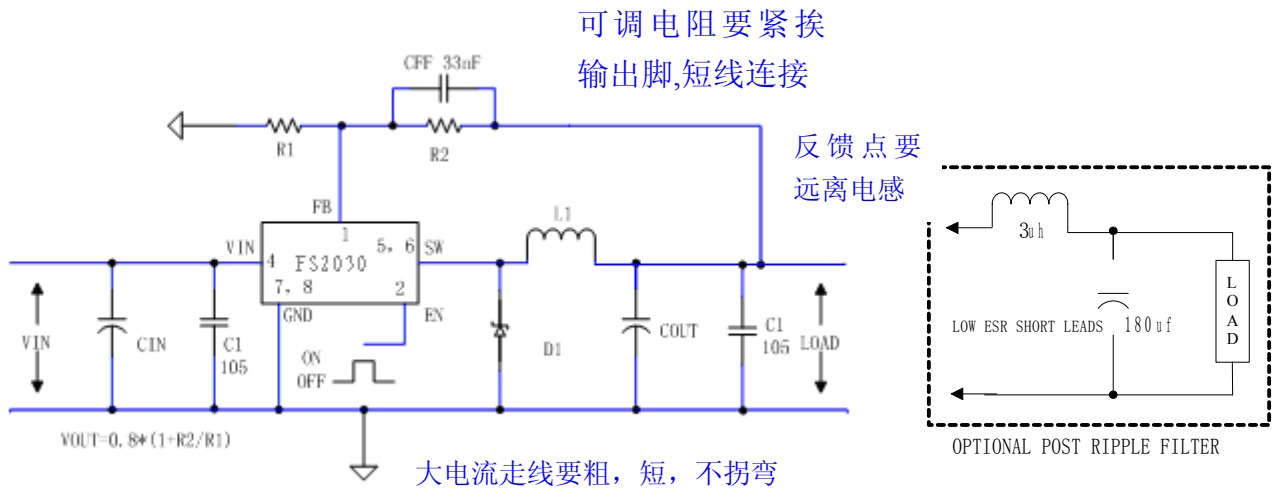 可调电阻要紧挨
输出脚,短线连接
CFF 33nF
R1
R2
反馈点要
远离电感
FB
1
VIN
4
5, 6
SW
FS2030
7, 8
2
GND
EN
L1
VIN
CIN
C1
105
ON
OFF
D1
COUT
C1
105
LOAD
VOUT=0.8*(1+R2/R1)
大电流走线要粗，短，不拐弯
3uh
LOW ESR SHORT LEADS
180uf
LOAD
OPTIONAL POST RIPPLE FILTER